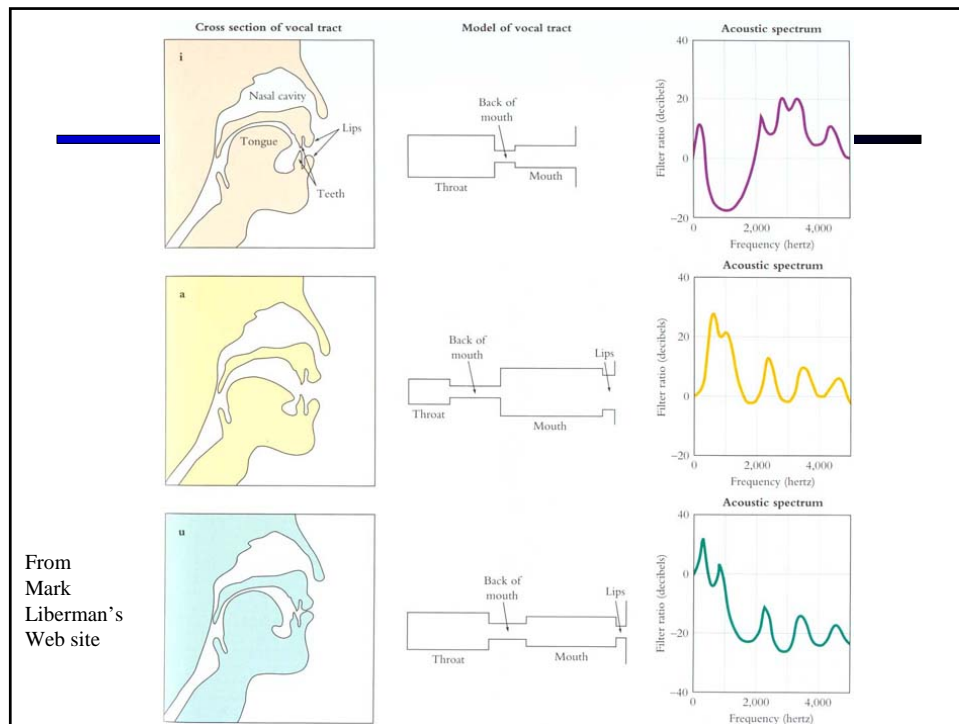 Cross section of vocal tract
Model of vocal tract
Acoustic spectrum
i
Nasal cavity
Tongue
Lips
Teeth
Back of
mouth
Throat
Mouth
40
20
0
−20
Filter ratio (decibels)
0
2,000
4,000
Frequency (hertz)
a
Back of
mouth
Lips
Throat
Mouth
Acoustic spectrum
40
20
0
−20
Filter ratio (decibels)
0
2,000
4,000
Frequency (hertz)
u
Back of
mouth
Lips
Throat
Mouth
Acoustic spectrum
40
20
0
−20
−40
Filter ratio (decibels)
0
2,000
4,000
Frequency (hertz)
From
Mark
Liberman’s
Web site